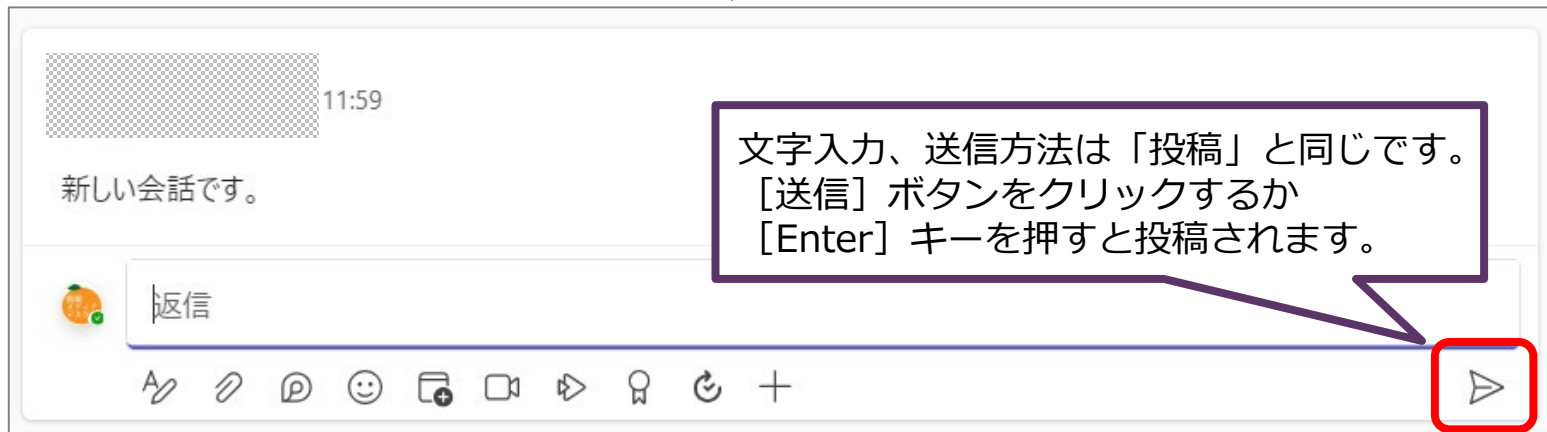 11:59
文字入力、送信方法は「投稿」と同じです。
［送信］ボタンをクリックするか
［Enter］キーを押すと投稿されます。
新しい会話です。
返信